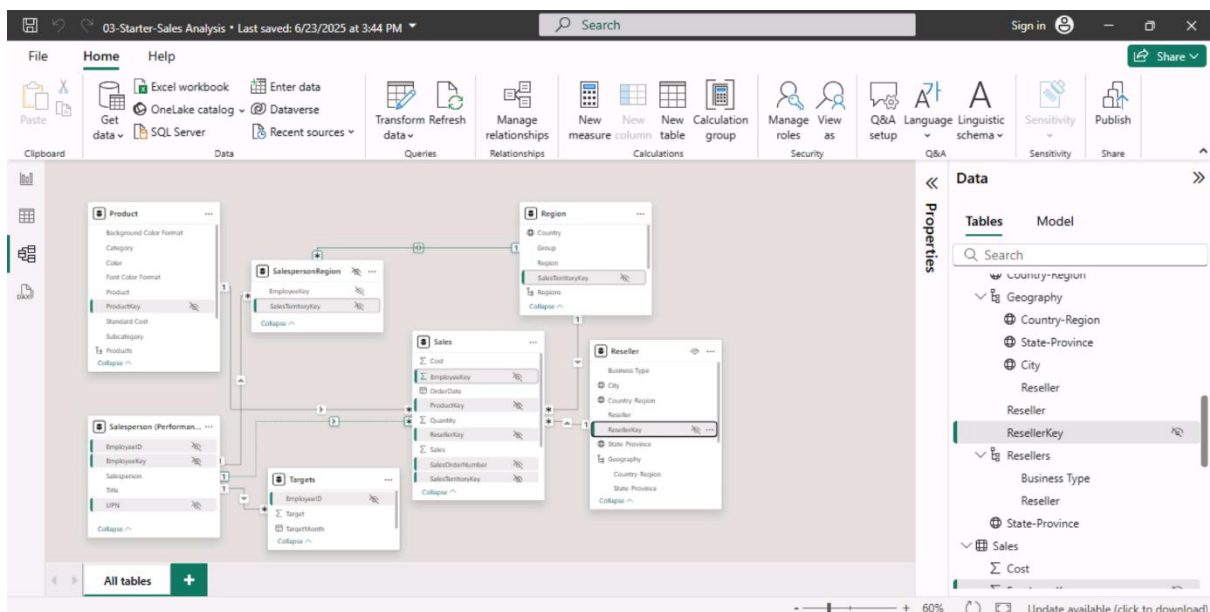 03-Starter-Sales Analysis • Last saved: 6/23/2025 at 3:44 PM
Search
Sign in
File
Home
Help
Share
Paste
Get data
Excel workbook
OneLake catalog
SQL Server
Enter data
Dataverse
Recent sources
Transform data
Refresh
Manage relationships
New measure
New column
New table
Calculation group
Manage roles
View as
Q&A setup
Language
Linguistic schema
Sensitivity
Publish
Clipboard
Data
Queries
Relationships
Calculations
Security
Q&A
Sensitivity
Share
DAX
Product
Background Color Format
Category
Color
Font Color Format
Product
ProductKey
Standard Cost
Subcategory
Products
Collapse
SalespersonRegion
EmployeeKey
SalesTerritoryKey
Collapse
Region
Country
Group
Region
SalesTerritoryKey
Regions
Collapse
Sales
Cost
EmployeeKey
OrderDate
ProductKey
Quantity
ResellerKey
Sales
SalesOrderNumber
SalesTerritoryKey
Collapse
Reseller
Business Type
City
Country-Region
Reseller
ResellerKey
State-Province
Geography
Country-Region
State-Province
Collapse
Salesperson (Performan...
EmployeeID
EmployeeKey
Salesperson
Title
UPN
Collapse
Targets
EmployeeID
Target
TargetMonth
Collapse
1
*
1
*
1
*
1
*
1
*
1
1
*
Properties
Data
Tables
Model
Search
Country-Region
Geography
Country-Region
State-Province
City
Reseller
Reseller
ResellerKey
Resellers
Business Type
Reseller
State-Province
Sales
Cost
All tables
+
- + 60%
Update available (click to download)